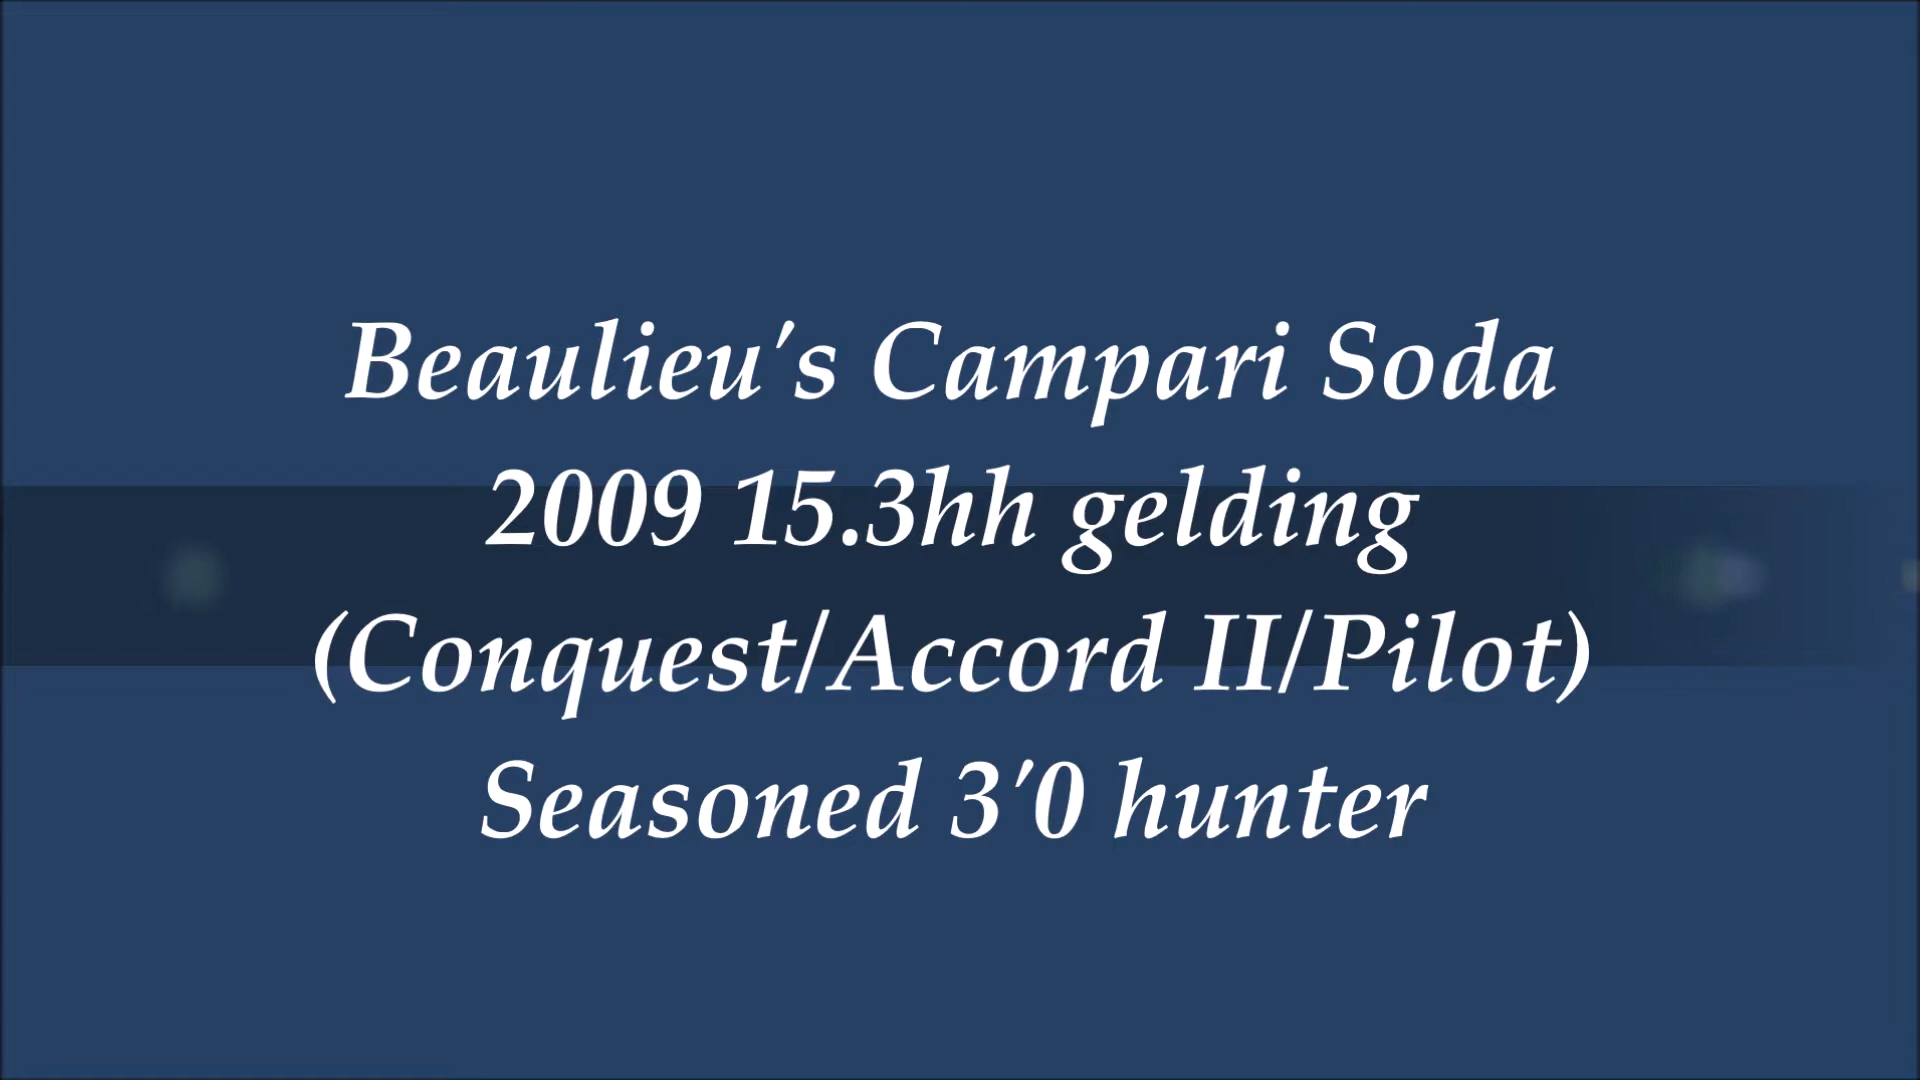 Beaulieu's Campari Soda
2009 15.3hh gelding
(Conquest/Accord II/Pilot)
Seasoned 3'0 hunter